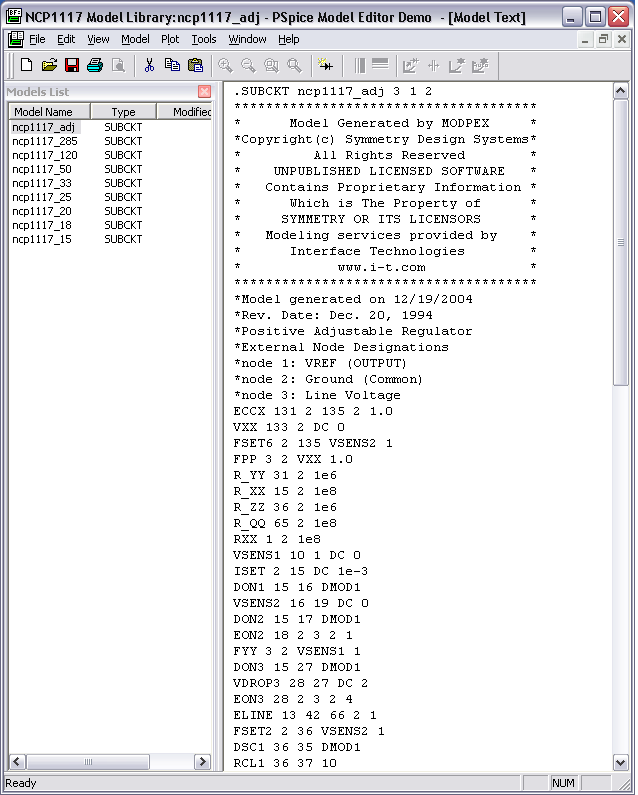 NCP1117 Model Library:ncp1117_adj - PSpice Model Editor Demo - [Model Text]
File Edit View Model Plot Tools Window Help
Models List
Model Name Type Modified
ncp1117_adj SUBCKT
ncp1117_285 SUBCKT
ncp1117_120 SUBCKT
ncp1117_50 SUBCKT
ncp1117_33 SUBCKT
ncp1117_25 SUBCKT
ncp1117_20 SUBCKT
ncp1117_18 SUBCKT
ncp1117_15 SUBCKT
.SUBCKT ncp1117_adj 3 1 2
**************************************
*      Model Generated by MODPEX     *
*Copyright(c) Symmetry Design Systems*
*         All Rights Reserved        *
*    UNPUBLISHED LICENSED SOFTWARE   *
*   Contains Proprietary Information *
*      Which is The Property of      *
*     SYMMETRY OR ITS LICENSORS      *
*   Modeling services provided by    *
*      Interface Technologies        *
*            www.i-t.com             *
**************************************
*Model generated on 12/19/2004
*Rev. Date: Dec. 20, 1994
*Positive Adjustable Regulator
*External Node Designations
*node 1: VREF (OUTPUT)
*node 2: Ground (Common)
*node 3: Line Voltage
ECCX 131 2 135 2 1.0
VXX 133 2 DC 0
FSET6 2 135 VSENS2 1
FPP 3 2 VXX 1.0
R_YY 31 2 1e6
R_XX 15 2 1e8
R_ZZ 36 2 1e6
R_QQ 65 2 1e8
RXX 1 2 1e8
VSENS1 10 1 DC 0
ISET 2 15 DC 1e-3
DON1 15 16 DMOD1
VSENS2 16 19 DC 0
DON2 15 17 DMOD1
EON2 18 2 3 2 1
FYY 3 2 VSENS1 1
DON3 15 27 DMOD1
VDROP3 28 27 DC 2
EON3 28 2 3 2 4
ELINE 13 42 66 2 1
FSET2 2 36 VSENS2 1
DSC1 36 35 DMOD1
RCL1 36 37 10
Ready NUM